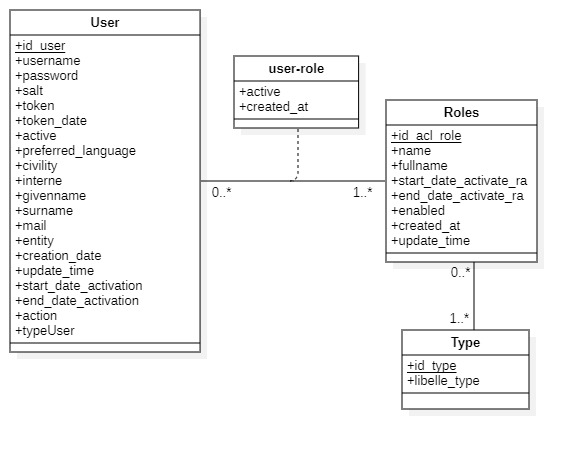 User
+id_user
+username
+password
+salt
+token
+token_date
+active
+preferred_language
+civility
+interne
+givenname
+surname
+mail
+entity
+creation_date
+update_time
+start_date_activation
+end_date_activation
+action
+typeUser
user-role
+active
+created_at
0..*
1..*
Roles
+id_acl_role
+name
+fullname
+start_date_activate_ra
+end_date_activate_ra
+enabled
+created_at
+update_time
0..*
1..*
Type
+id_type
+libelle_type